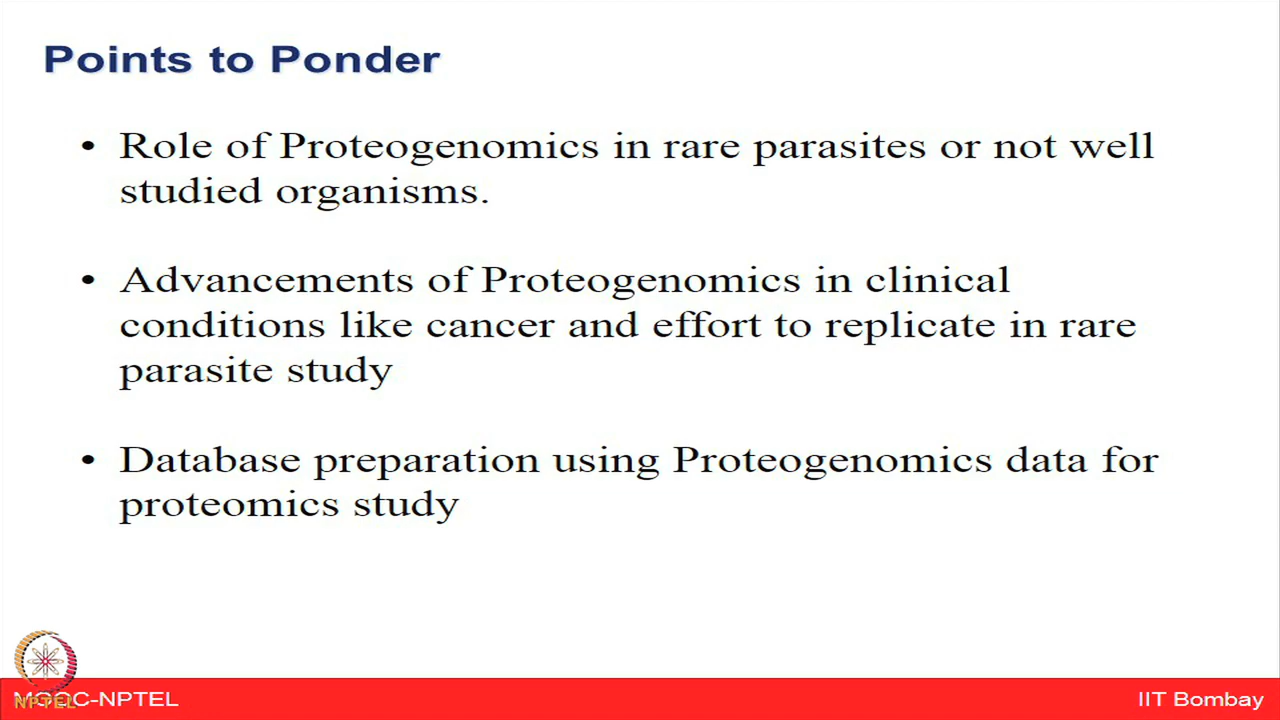 Points to Ponder
• Role of Proteogenomics in rare parasites or not well
studied organisms.
• Advancements of Proteogenomics in clinical
conditions like cancer and effort to replicate in rare
parasite study
• Database preparation using Proteogenomics data for
proteomics study
MOOC-NPTEL
NPTEL
IIT Bombay